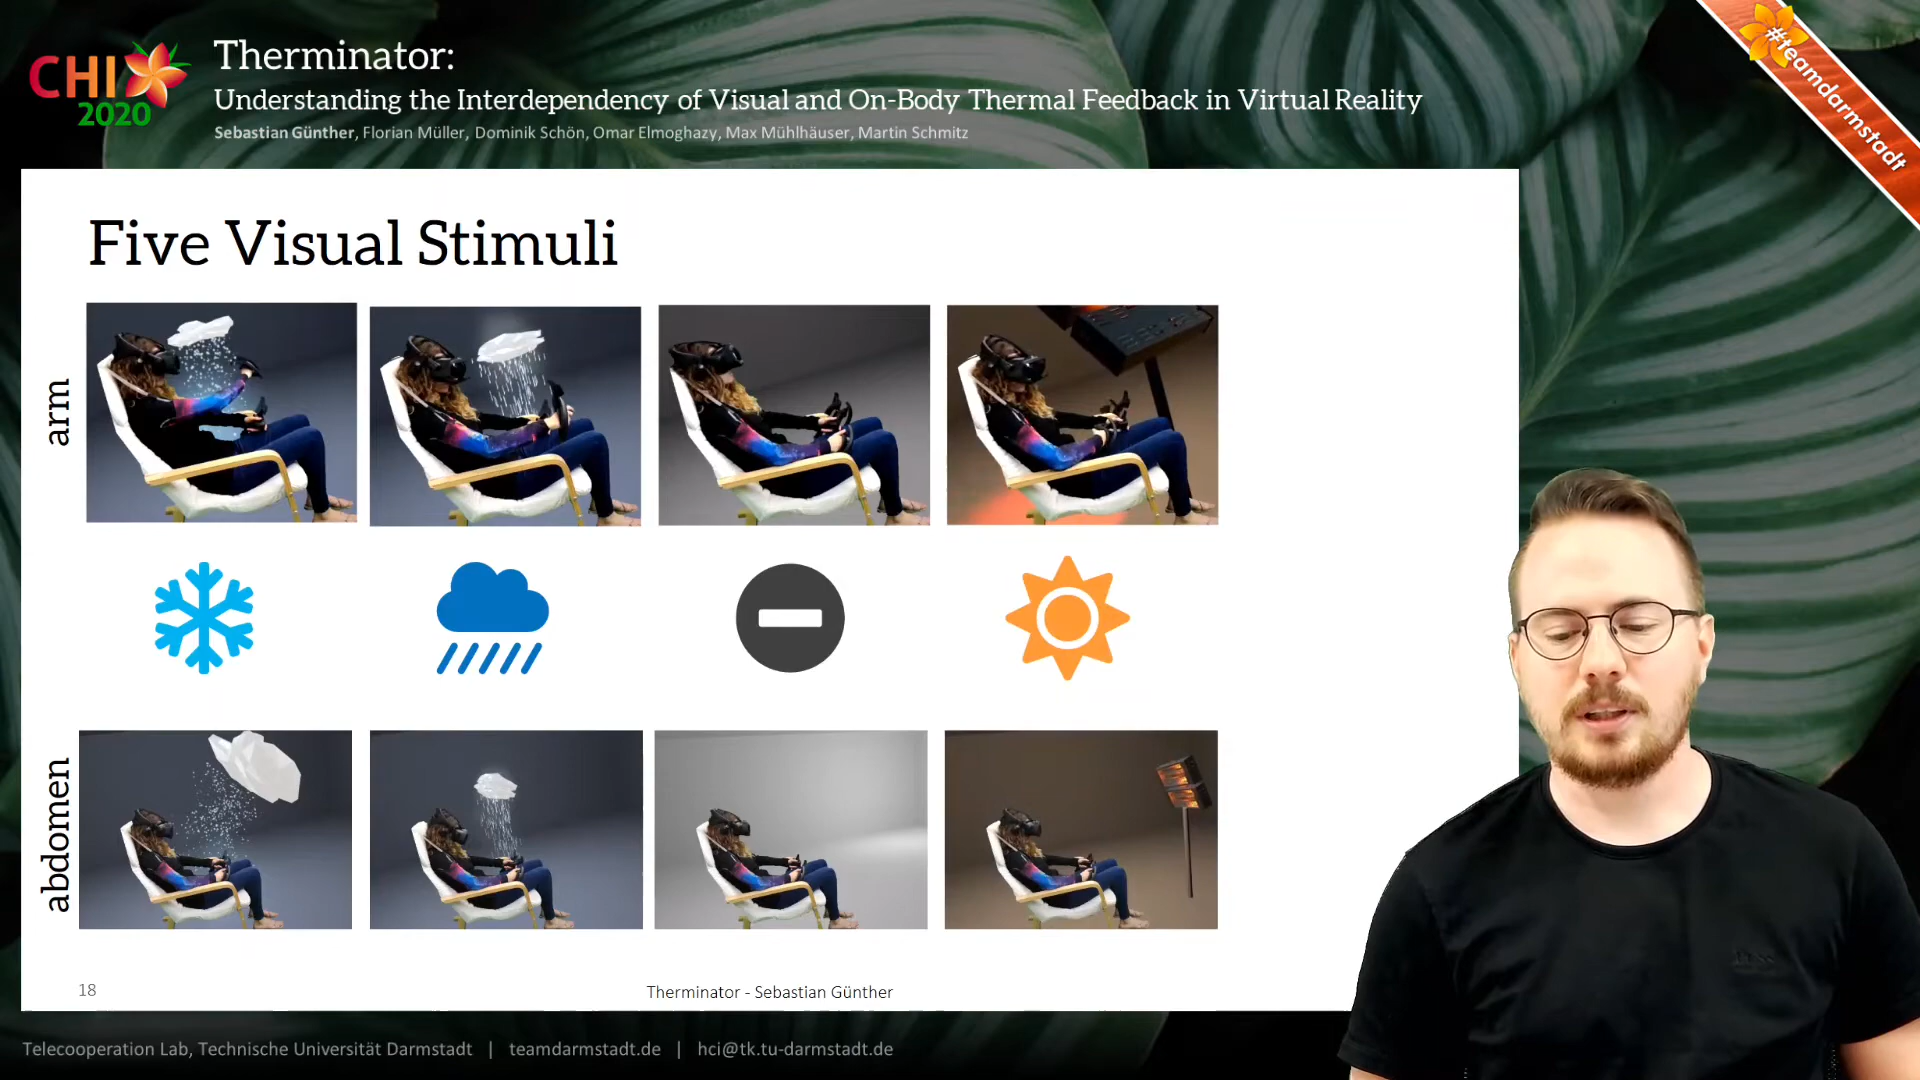 CHI
2020
Therminator:
Understanding the Interdependency of Visual and On-Body Thermal Feedback in Virtual Reality
Sebastian Günther, Florian Müller, Dominik Schön, Omar Elmoghazy, Max Mühlhäuser, Martin Schmitz
#teamdarmstadt
Five Visual Stimuli
arm
abdomen
18
Therminator - Sebastian Günther
Telecooperation Lab, Technische Universität Darmstadt | teamdarmstadt.de | hci@tk.tu-darmstadt.de